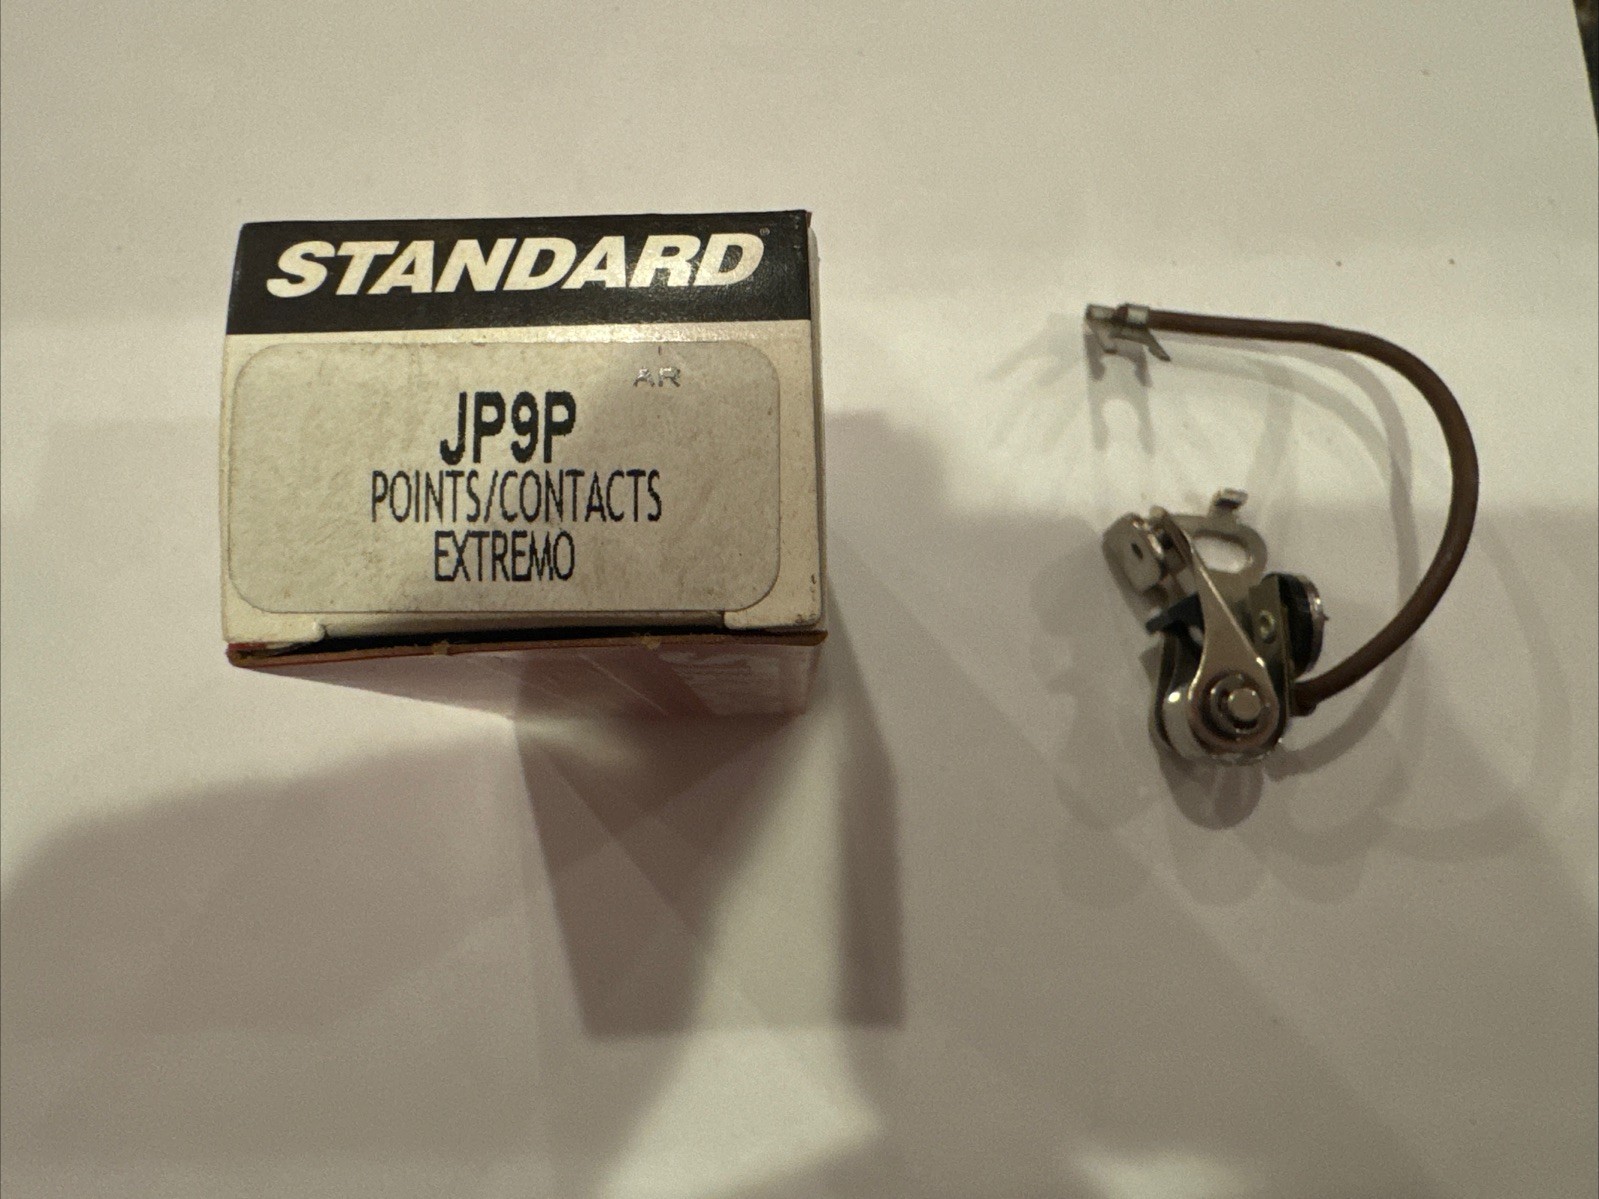 STANDARD®
AR
JP9P
POINTS/CONTACTS
EXTREMO